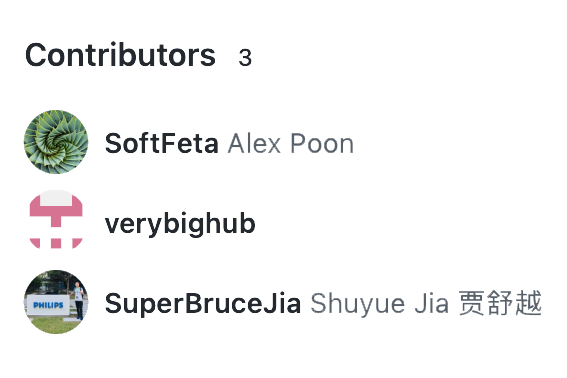 Contributors 3
SoftFeta Alex Poon
verybighub
PHILIPS
SuperBruceJia Shuyue Jia 贾舒越